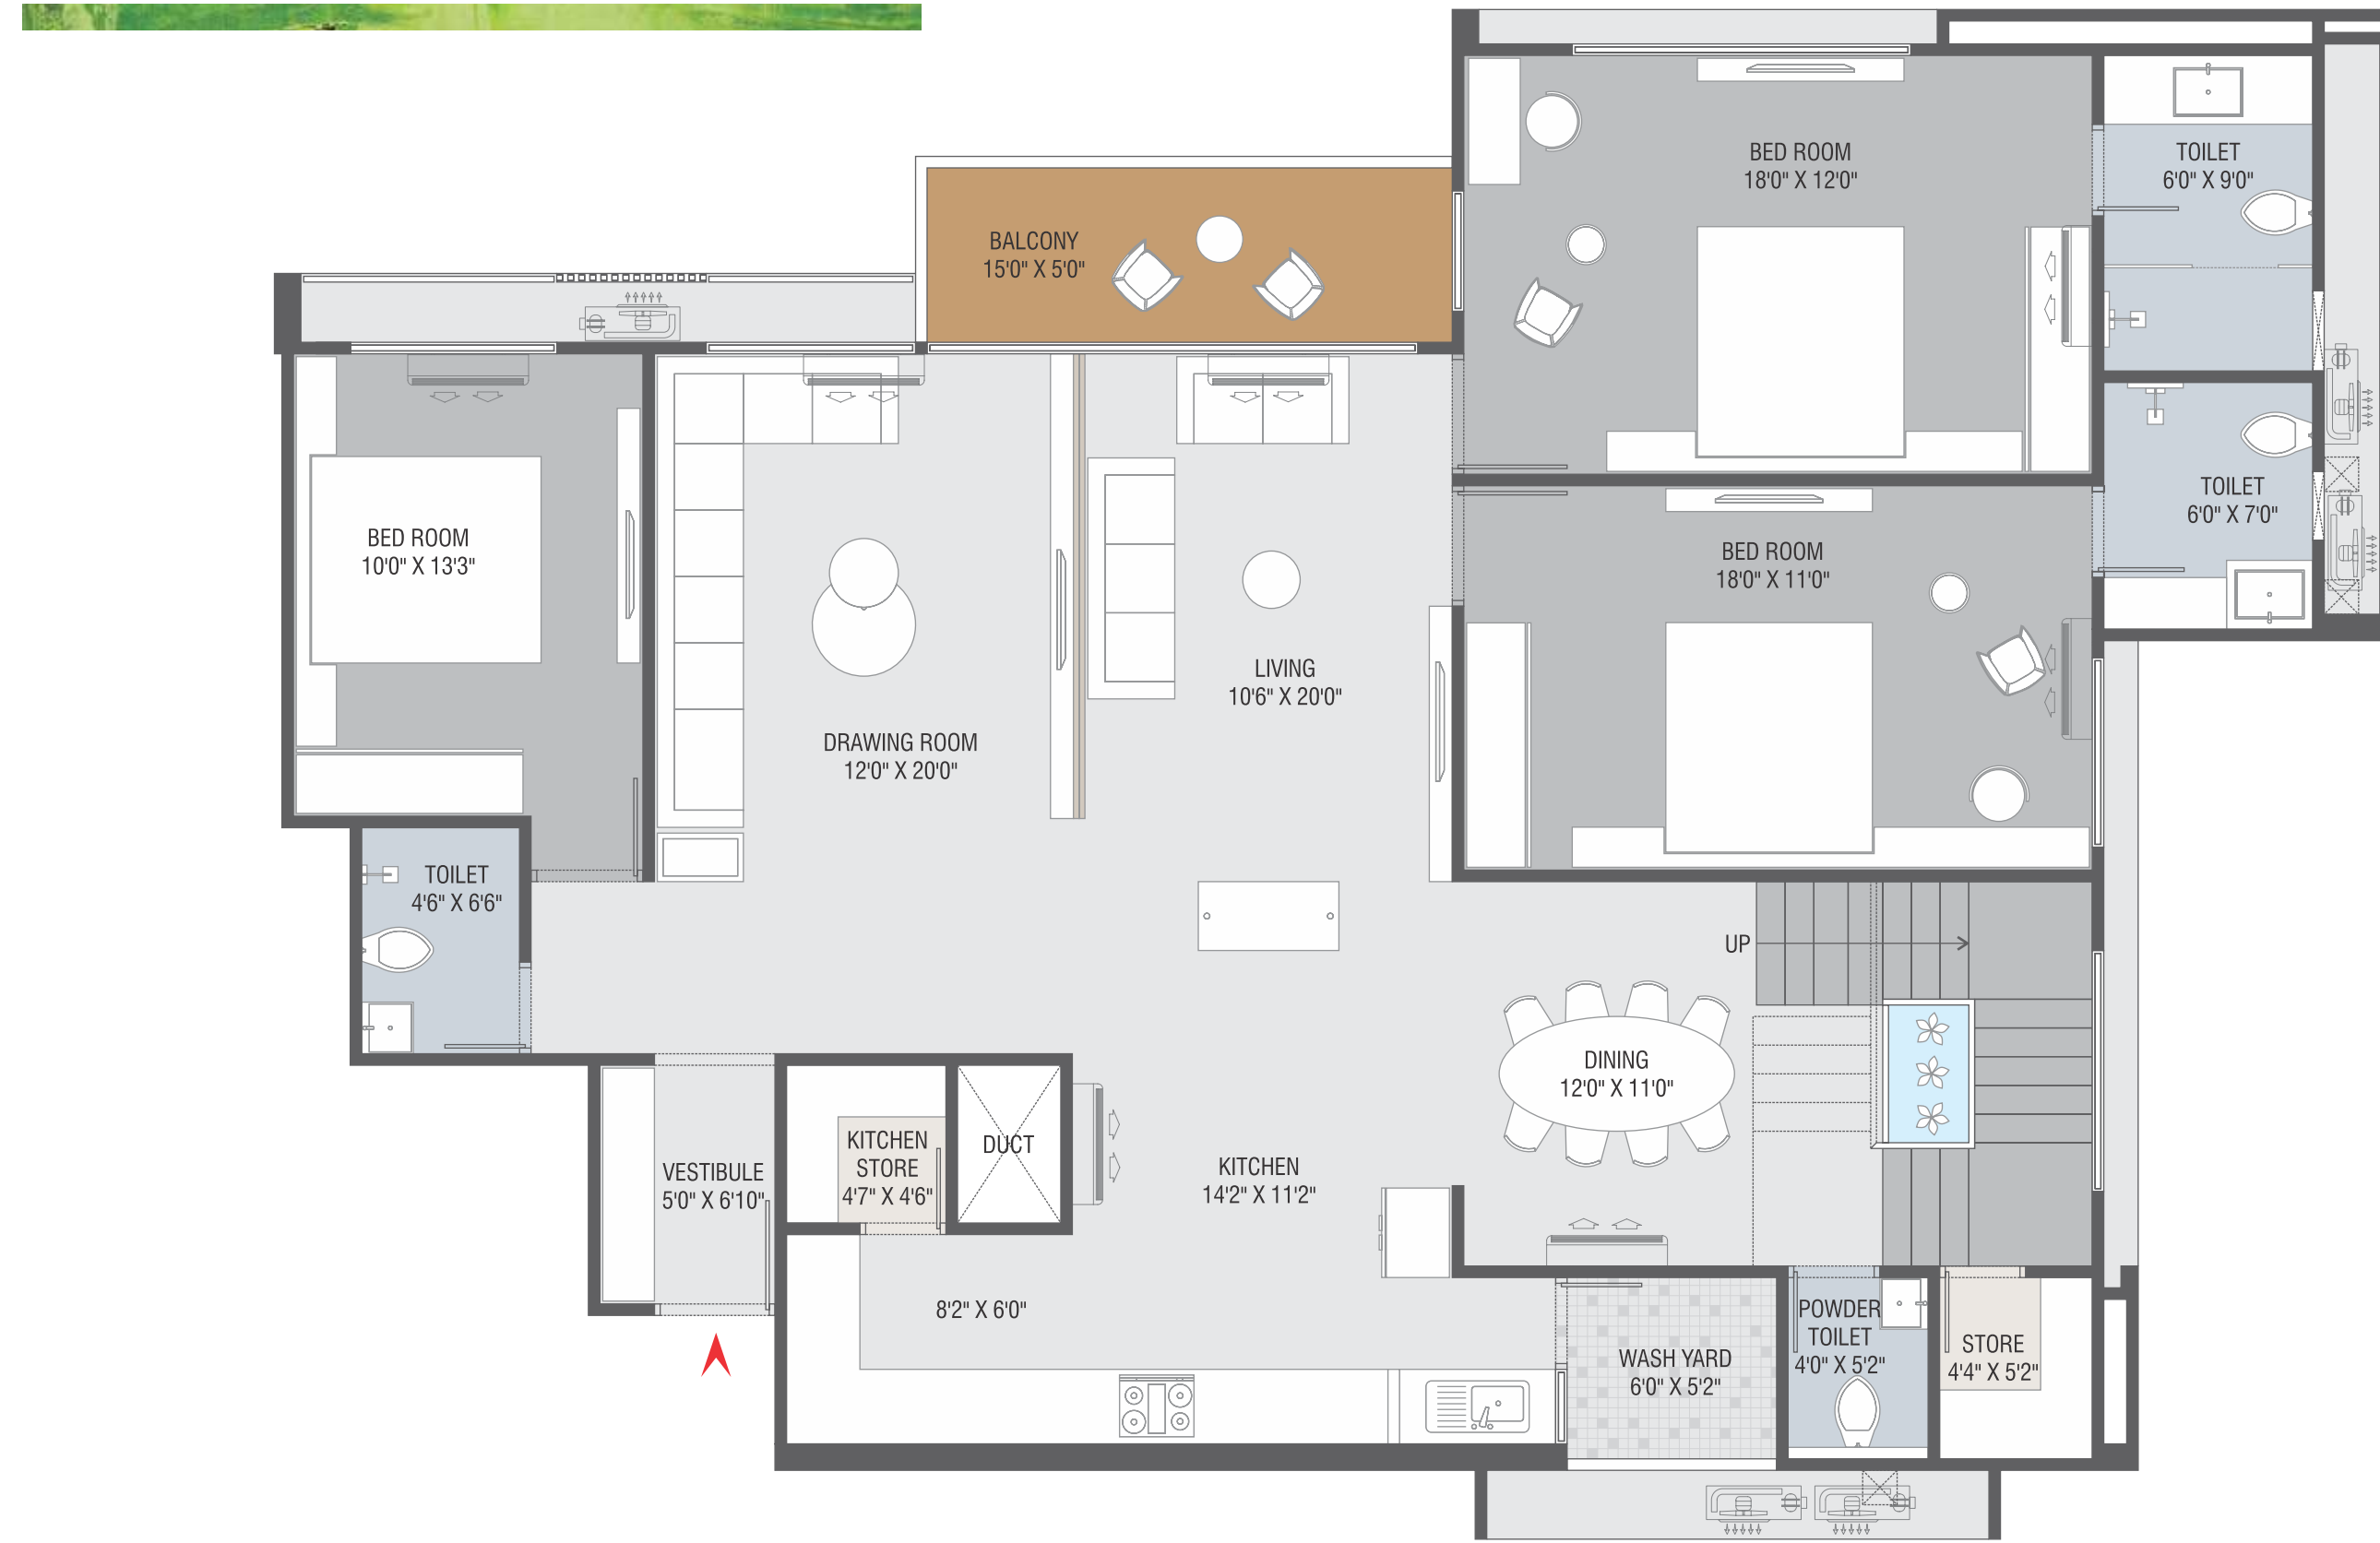 BED ROOM
18'0" X 12'0"
TOILET
6'0" X 9'0"
BALCONY
15'0" X 5'0"
TOILET
6'0" X 7'0"
BED ROOM
10'0" X 13'3"
BED ROOM
18'0" X 11'0"
LIVING
10'6" X 20'0"
DRAWING ROOM
12'0" X 20'0"
TOILET
4'6" X 6'6"
UP
DINING
12'0" X 11'0"
KITCHEN
STORE
4'7" X 4'6"
DUCT
VESTIBULE
5'0" X 6'10"
KITCHEN
14'2" X 11'2"
8'2" X 6'0"
POWDER
TOILET
4'0" X 5'2"
STORE
4'4" X 5'2"
WASH YARD
6'0" X 5'2"